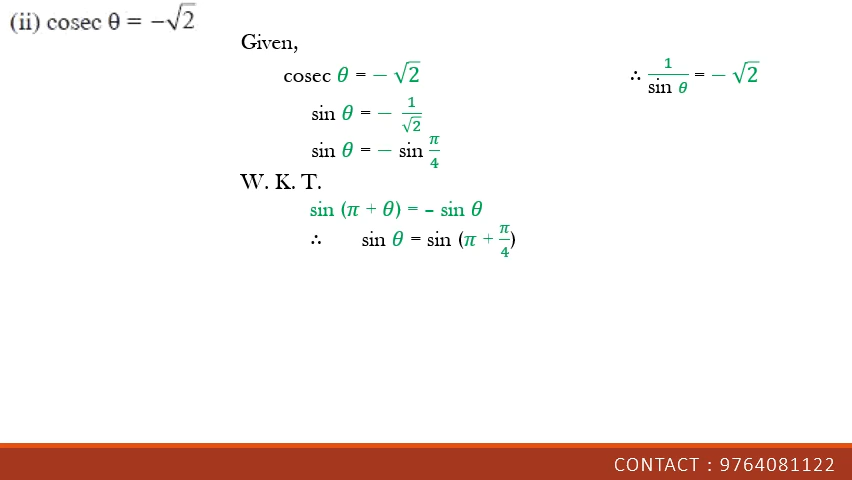 (ii) cosec θ = −√2
Given,
cosec θ = − √2
∴ 1/sin θ = − √2
sin θ = − 1/√2
sin θ = − sin π/4
W. K. T.
sin (π + θ) = – sin θ
∴ sin θ = sin (π + π/4)
CONTACT : 9764081122